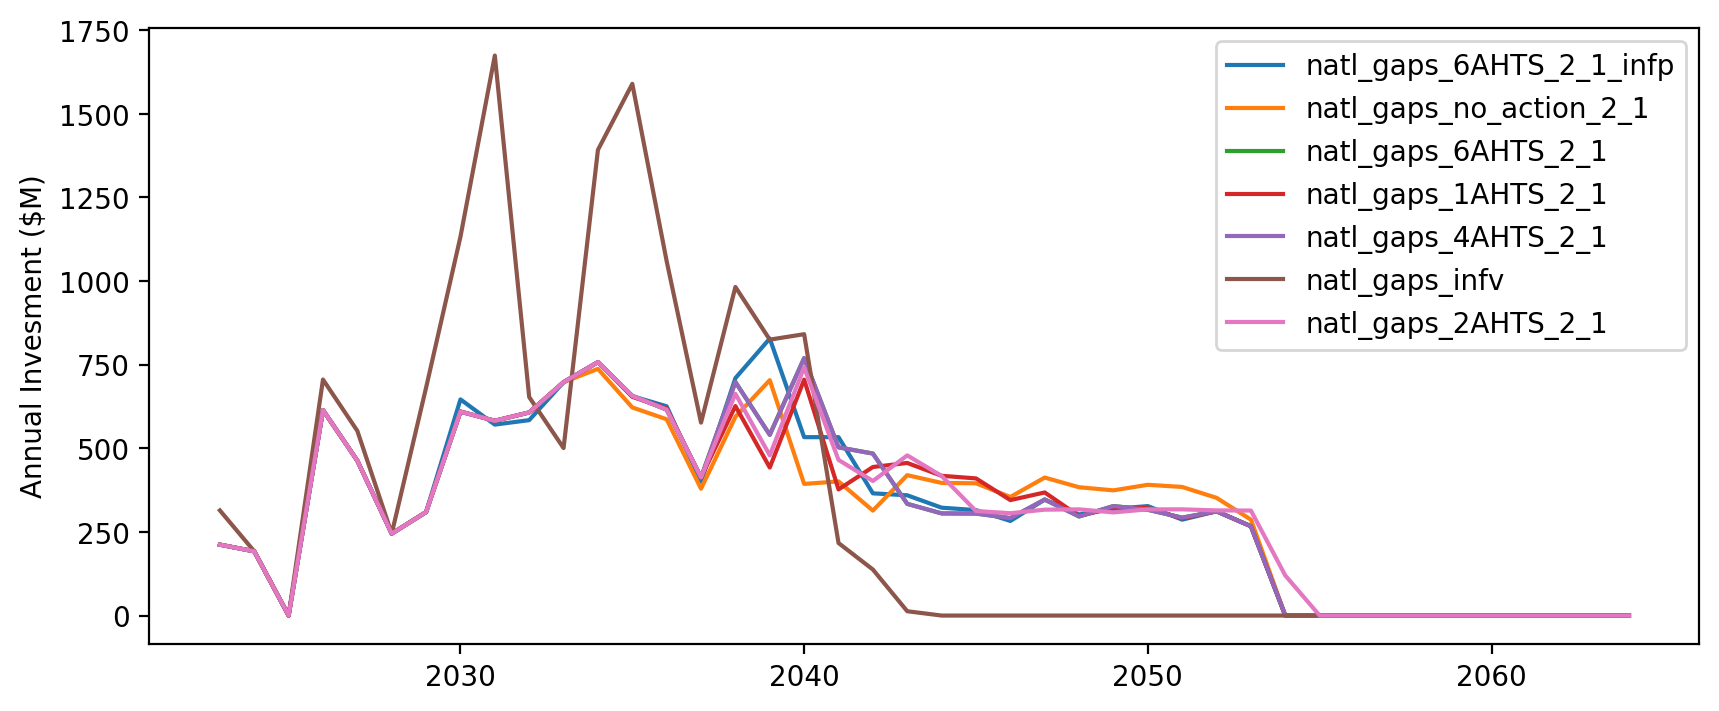 Annual Invesment ($M)
1750
1500
1250
1000
750
500
250
0
2030
2040
2050
2060
natl_gaps_6AHTS_2_1_infp
natl_gaps_no_action_2_1
natl_gaps_6AHTS_2_1
natl_gaps_1AHTS_2_1
natl_gaps_4AHTS_2_1
natl_gaps_infv
natl_gaps_2AHTS_2_1